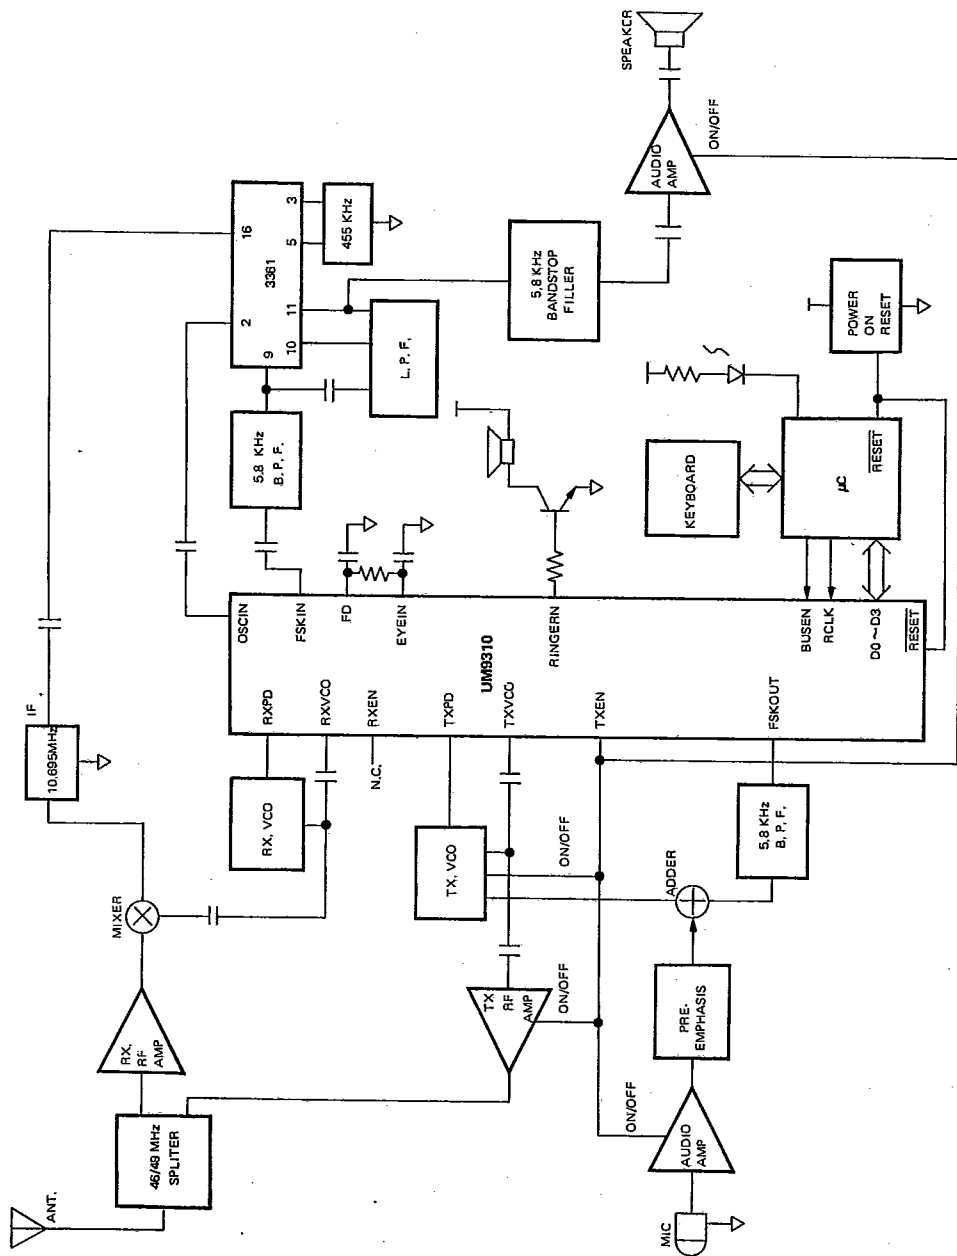 ANT.
46/49 MHz
SPLITER
RX,
RF
AMP
MIXER
10.695MHz
IF
RX, VCO
RXPD
RXVCO
RXEN
N.C.
TXPD
TXVCO
TXEN
FSKOUT
UM9310
OSCIN
FSKIN
FD
EYEIN
RINGERN
BUSEN
RCLK
D0~D3
RESET
TX, VCO
ON/OFF
TX
RF
AMP
ON/OFF
ADDER
5,8 KHz
B, P, F,
PRE-
EMPHASIS
ON/OFF
AUDIO
AMP
MIC
5,8 KHz
B, P, F,
9
2
16
10
11
5
3
3361
455 KHz
L, P, F,
5,8 KHz
BANDSTOP
FILLER
AUDIO
AMP
ON/OFF
SPEAKCR
KEYBOARD
μC
RESET
POWER
ON
RESET